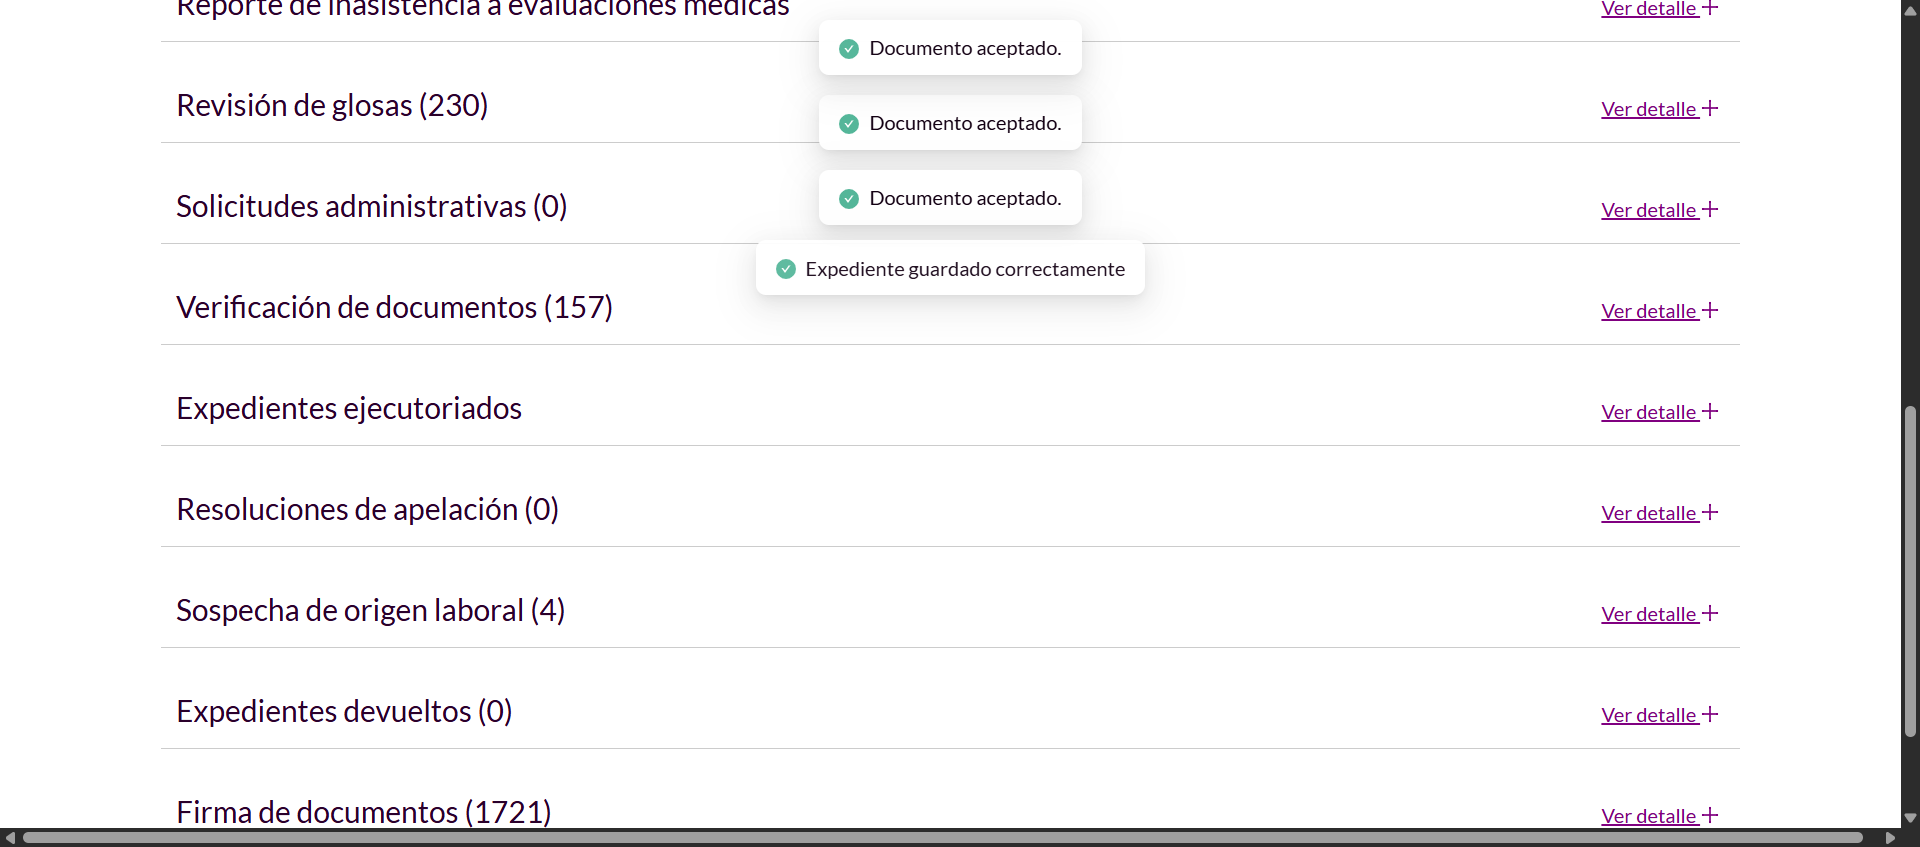 Reporte de inasistencia a evaluaciones médicas
Ver detalle
Documento aceptado.
Revisión de glosas (230)
Ver detalle
Documento aceptado.
Solicitudes administrativas (0)
Ver detalle
Documento aceptado.
Expediente guardado correctamente
Verificación de documentos (157)
Ver detalle
Expedientes ejecutoriados
Ver detalle
Resoluciones de apelación (0)
Ver detalle
Sospecha de origen laboral (4)
Ver detalle
Expedientes devueltos (0)
Ver detalle
Firma de documentos (1721)
Ver detalle